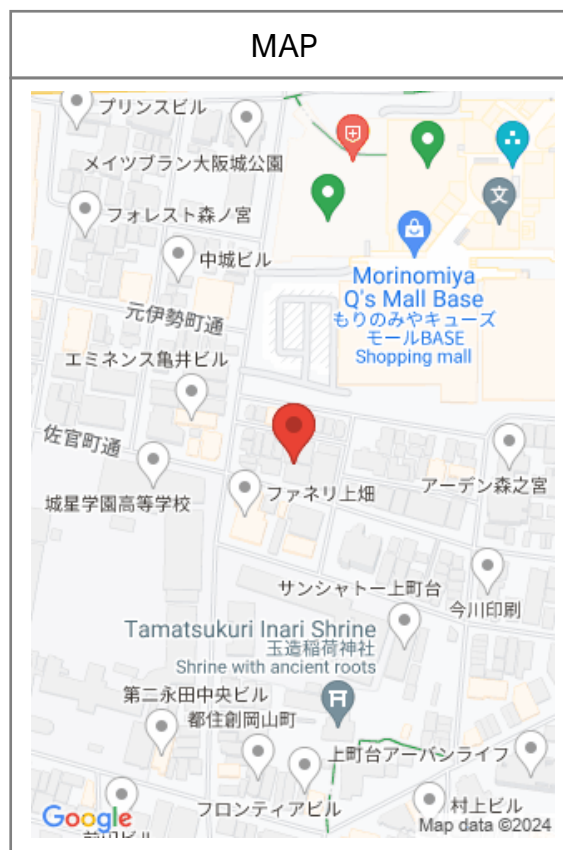 MAP
プリンスビル
メイツブラン大阪城公園
フォレスト森ノ宮
文
中城ビル
Morinomiya
Q's Mall Base
もりのみやキューズ
モールBASE
Shopping mall
元伊勢町通
エミネンス亀井ビル
佐官町通
アーデン森之宮
城星学園高等学校
ファネリ上畑
サンシャトー上町台
今川印刷
Tamatsukuri Inari Shrine
玉造稲荷神社
Shrine with ancient roots
第二永田中央ビル
都住創岡山町
上町台アーバンライフ
フロンティアビル
村上ビル
Google
Map data ©2024